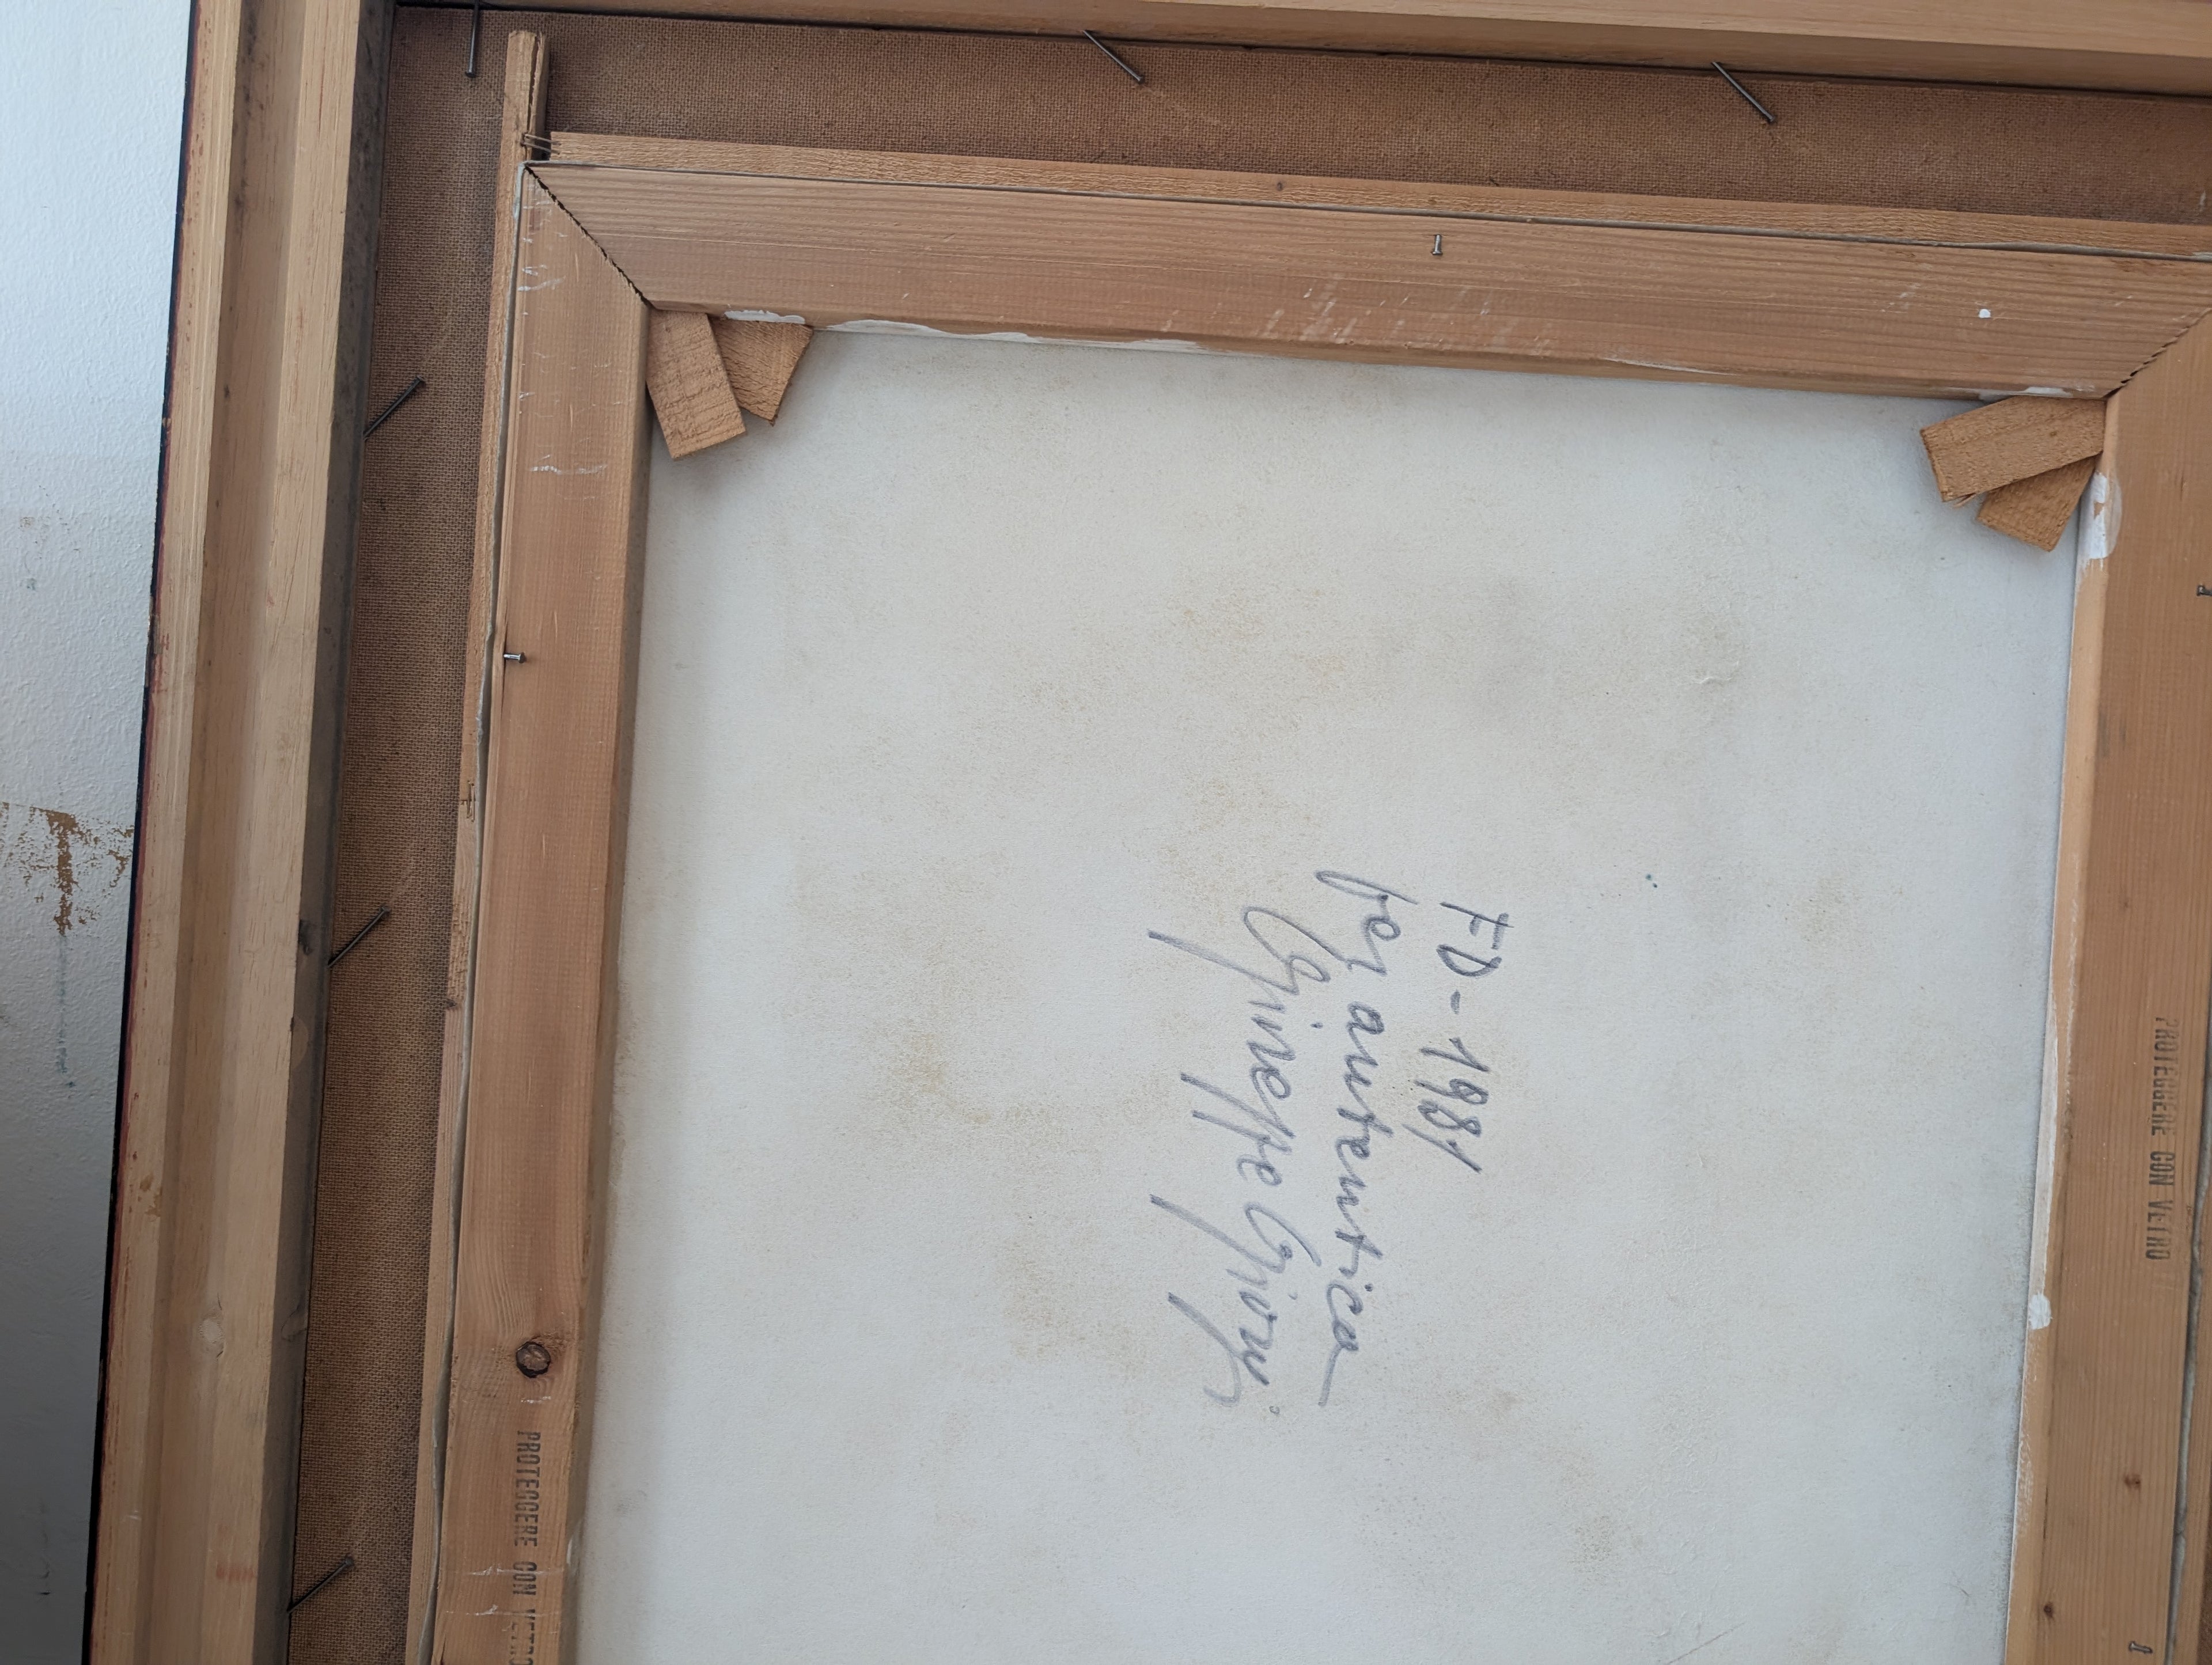 FD - 1981
per autentica
Giuseppe Giorgi
PROTEGGERE CON VETRO
PROTEGGERE CON VETRO